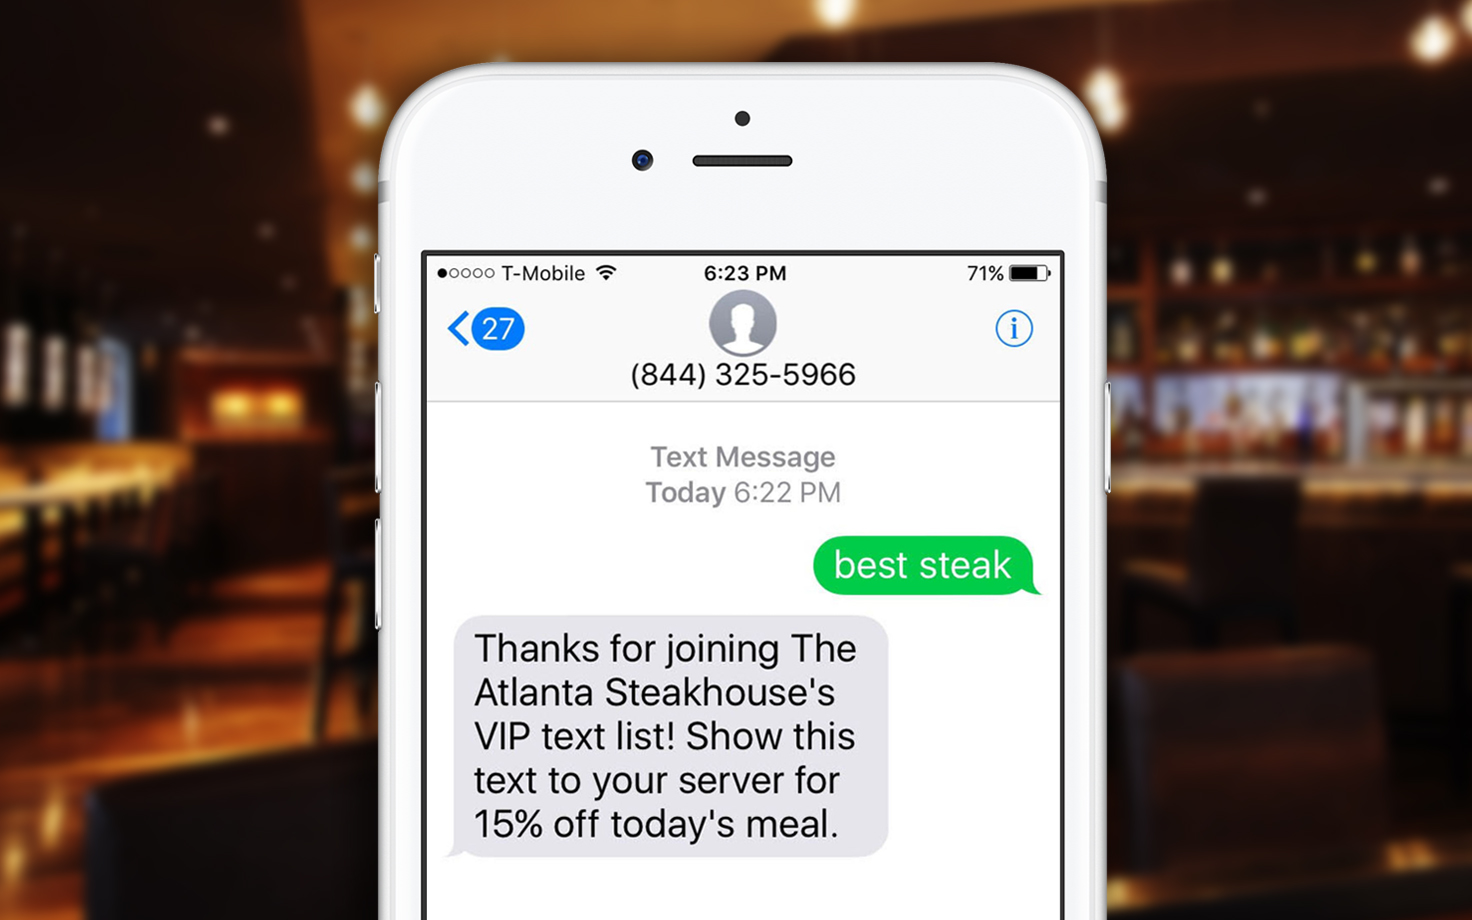 T-Mobile 6:23 PM 71%
27
(844) 325-5966
Text Message
Today 6:22 PM
best steak
Thanks for joining The
Atlanta Steakhouse's
VIP text list! Show this
text to your server for
15% off today's meal.